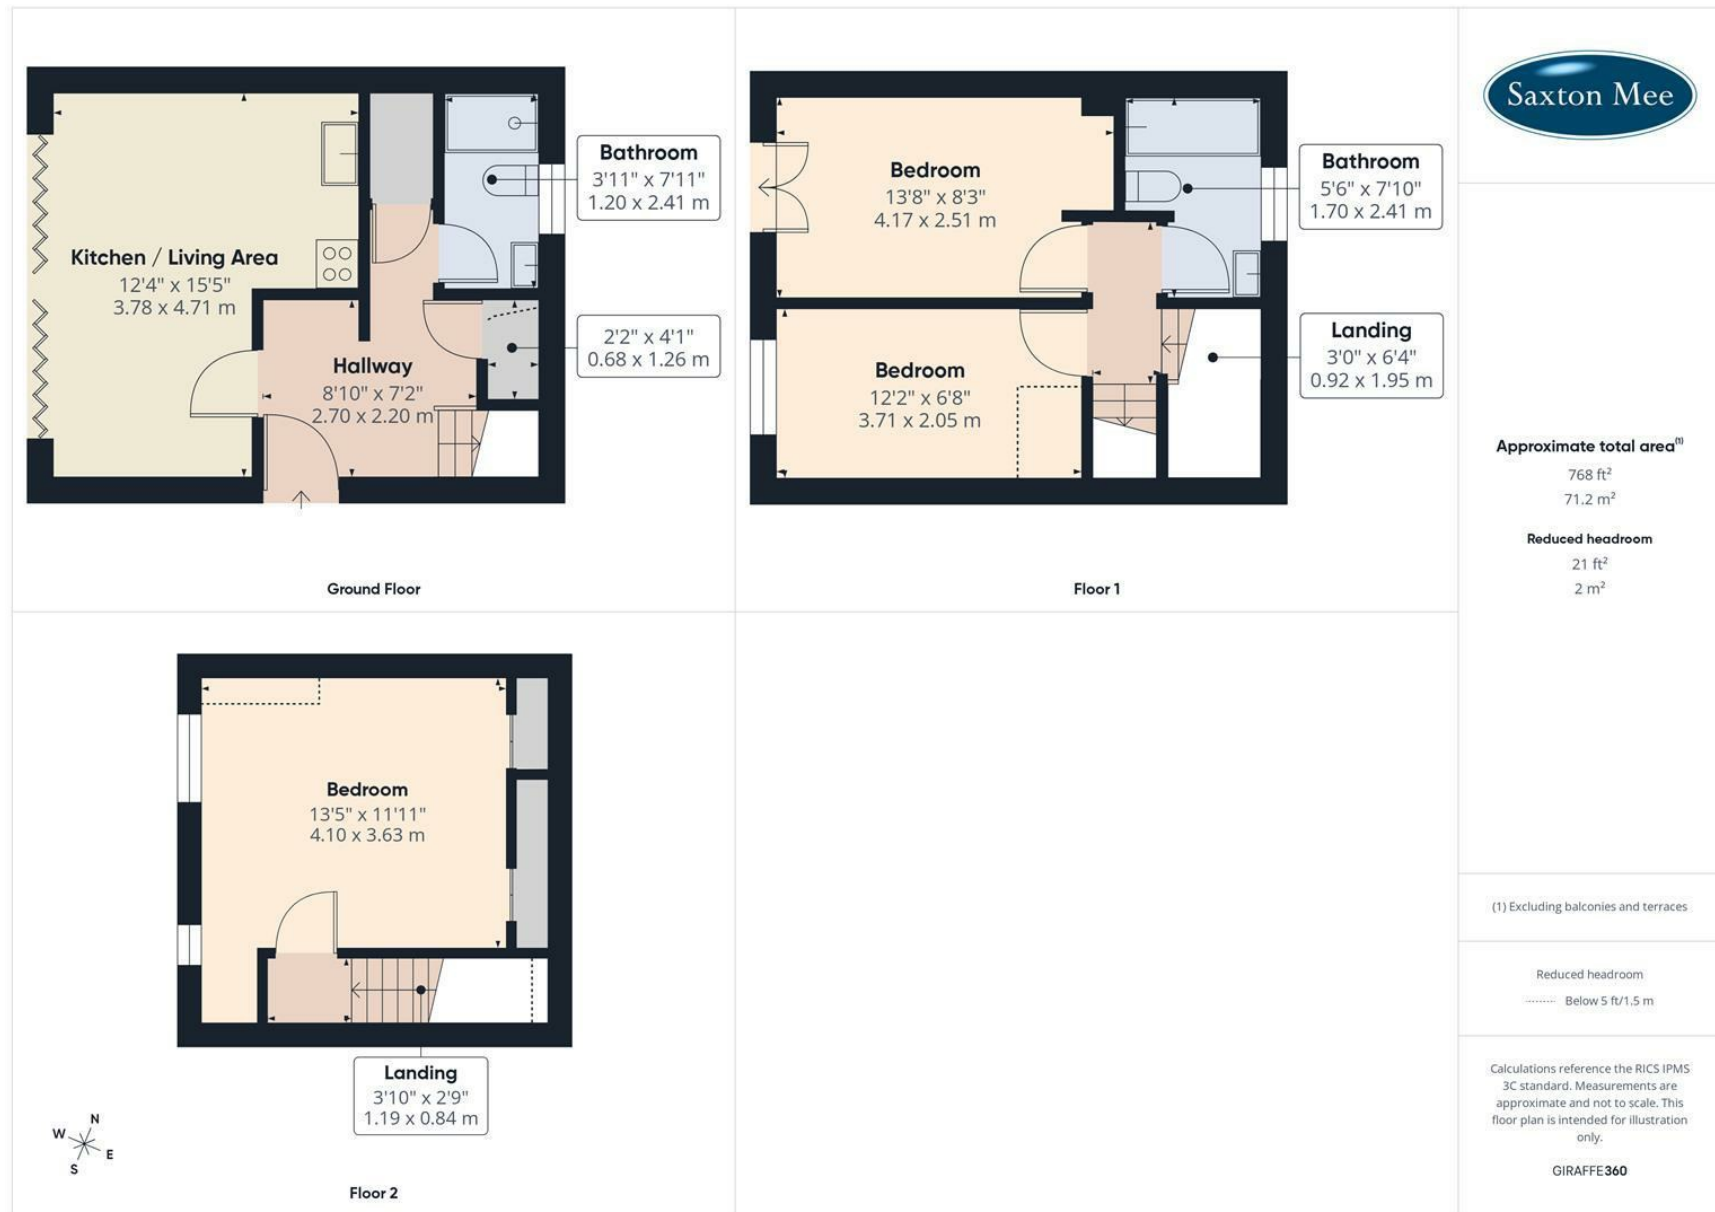 Bathroom
3'11" x 7'11"
1.20 x 2.41 m
Kitchen / Living Area
12'4" x 15'5"
3.78 x 4.71 m
2'2" x 4'1"
0.68 x 1.26 m
Hallway
8'10" x 7'2"
2.70 x 2.20 m
Ground Floor
Bedroom
13'8" x 8'3"
4.17 x 2.51 m
Bathroom
5'6" x 7'10"
1.70 x 2.41 m
Bedroom
12'2" x 6'8"
3.71 x 2.05 m
Landing
3'0" x 6'4"
0.92 x 1.95 m
Floor 1
Bedroom
13'5" x 11'11"
4.10 x 3.63 m
Landing
3'10" x 2'9"
1.19 x 0.84 m
N
W
E
S
Floor 2
Saxton Mee
Approximate total area(1)
768 ft²
71.2 m²
Reduced headroom
21 ft²
2 m²
(1) Excluding balconies and terraces
Reduced headroom
Below 5 ft/1.5 m
Calculations reference the RICS IPMS
3C standard. Measurements are
approximate and not to scale. This
floor plan is intended for illustration
only.
GIRAFFE360